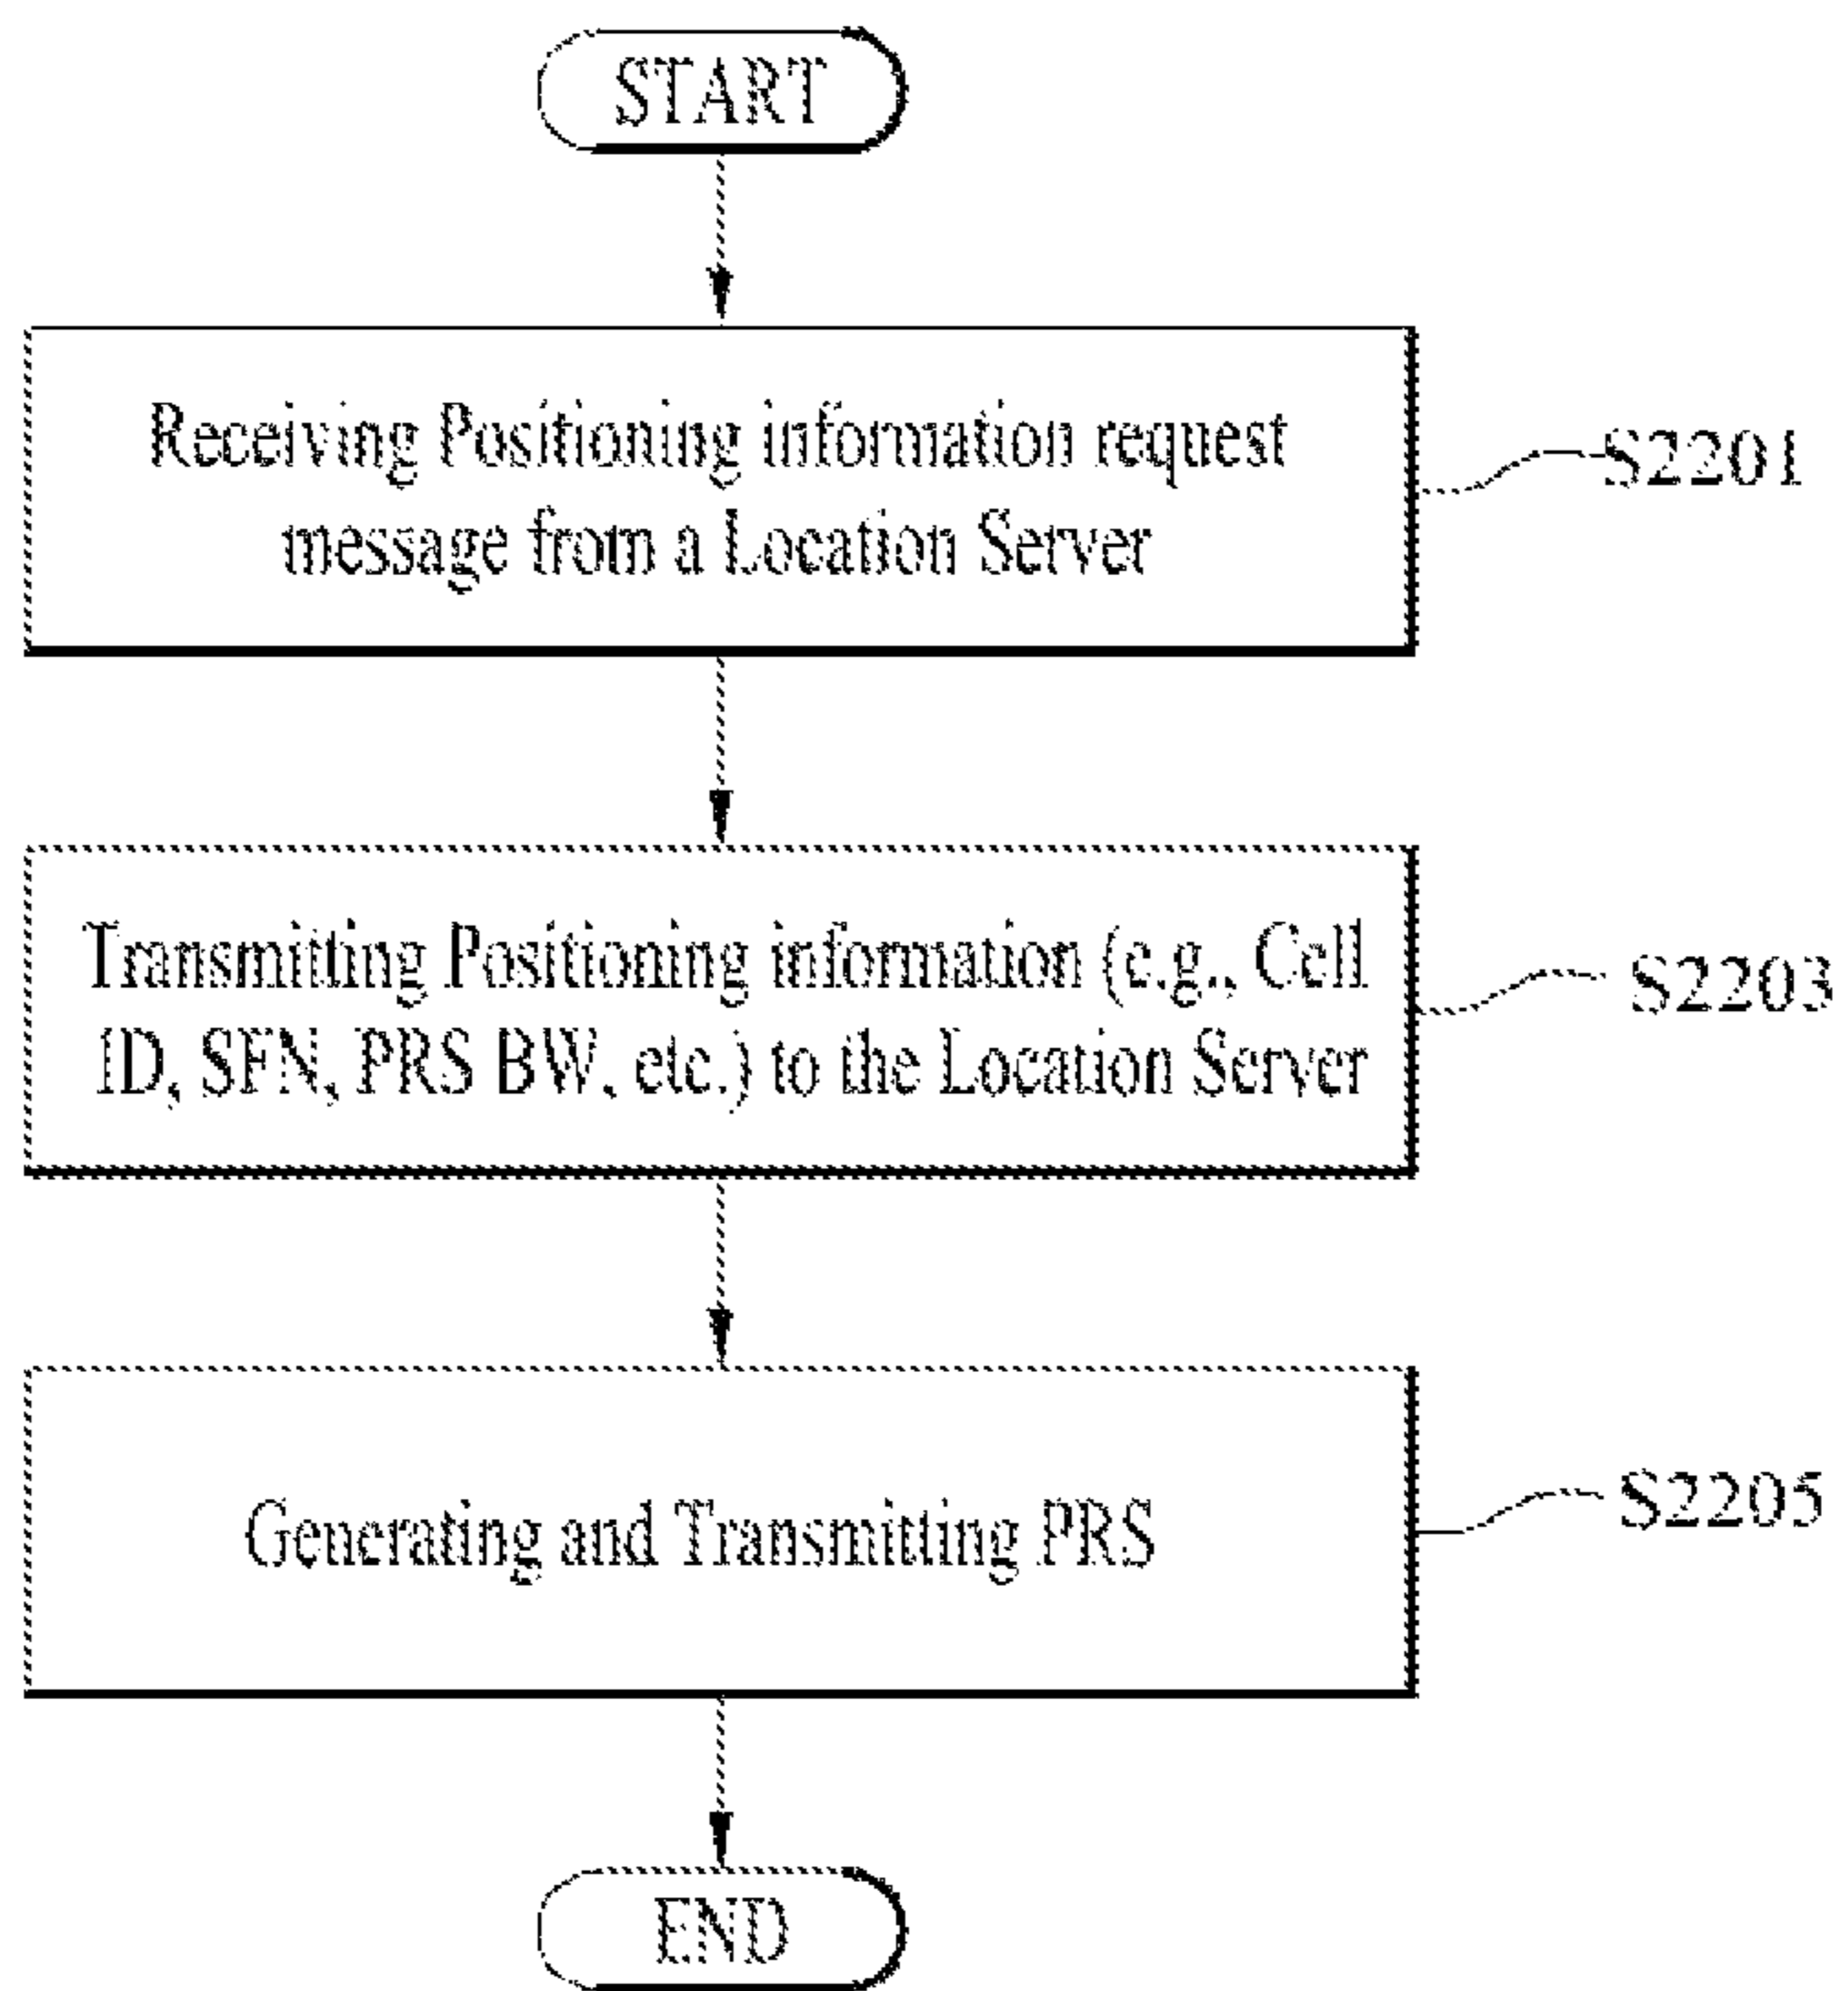 START
Receiving Positioning information request
message from a Location Server
S2201
Transmitting Positioning information (e.g., Cell
ID, SFN, PRS BW, etc.) to the Location Server
S2203
Generating and Transmitting PRS
S2205
END